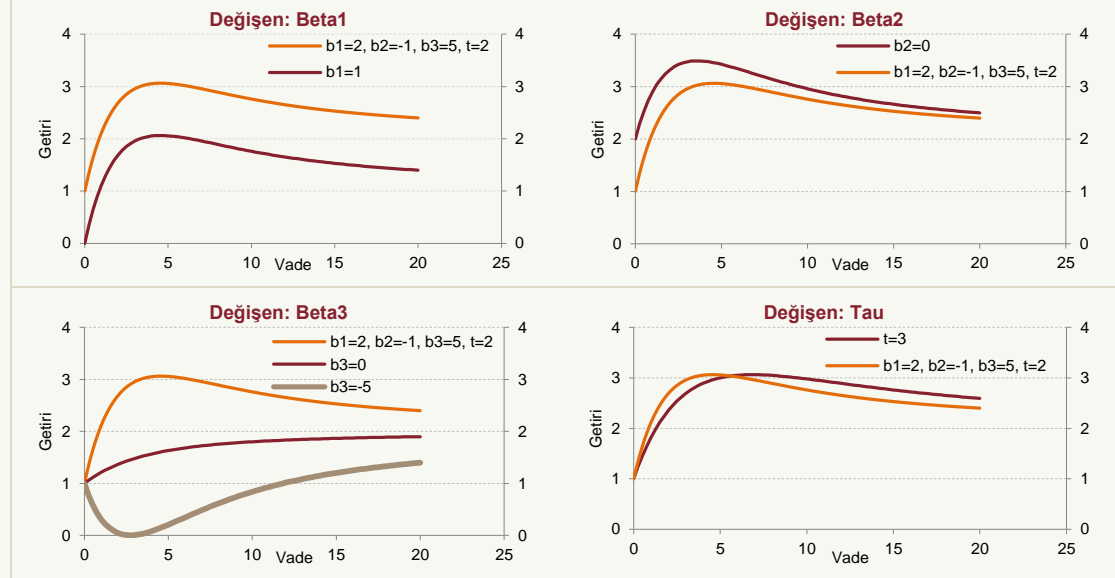 Değişen: Beta1
4
3
2
1
0
Getiri
b1=2, b2=-1, b3=5, t=2
b1=1
4
3
2
1
0
0 5 10 15 20 25
Vade
Değişen: Beta2
4
3
2
1
0
Getiri
b2=0
b1=2, b2=-1, b3=5, t=2
4
3
2
1
0
0 5 10 15 20 25
Vade
Değişen: Beta3
4
3
2
1
0
Getiri
b1=2, b2=-1, b3=5, t=2
b3=0
b3=-5
4
3
2
1
0
0 5 10 15 20 25
Vade
Değişen: Tau
4
3
2
1
0
Getiri
t=3
b1=2, b2=-1, b3=5, t=2
4
3
2
1
0
0 5 10 15 20 25
Vade